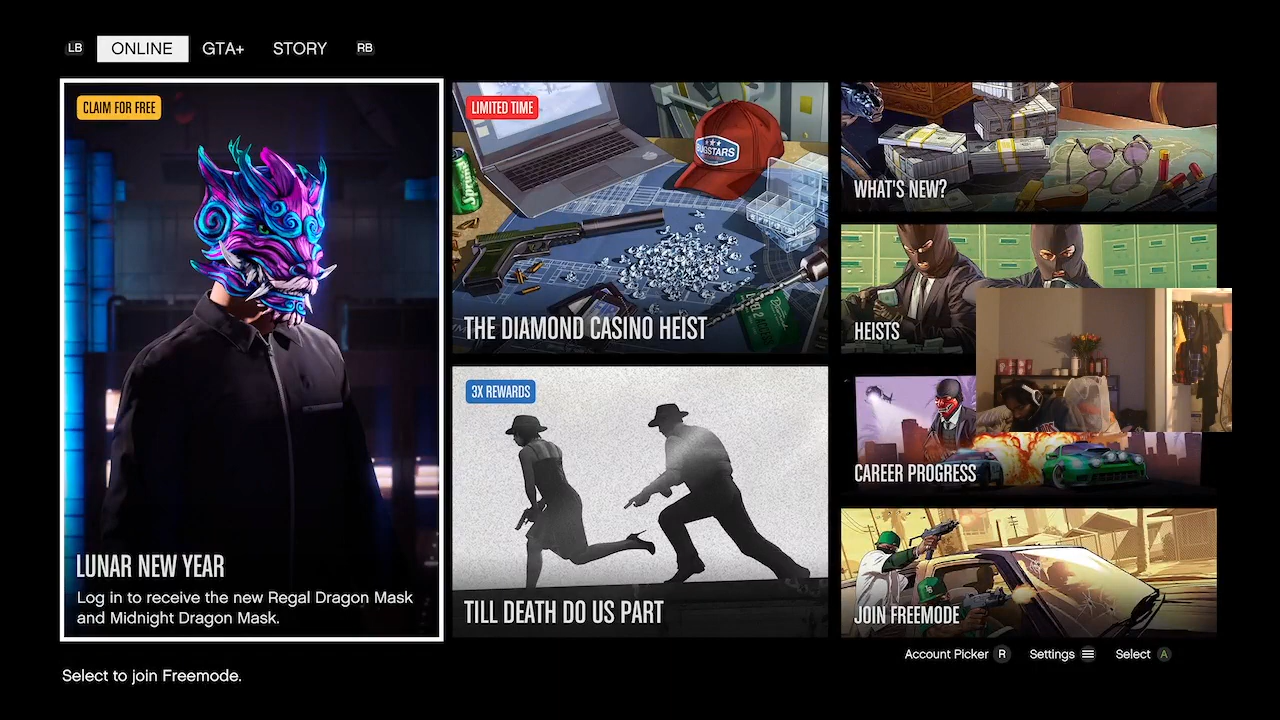 LB
ONLINE
GTA+
STORY
RB
CLAIM FOR FREE
LUNAR NEW YEAR
Log in to receive the new Regal Dragon Mask
and Midnight Dragon Mask.
LIMITED TIME
BUGSTARS
Sprunk
THE DIAMOND CASINO HEIST
3X REWARDS
TILL DEATH DO US PART
WHAT'S NEW?
HEISTS
CAREER PROGRESS
JOIN FREEMODE
Account Picker R
Settings
Select A
Select to join Freemode.